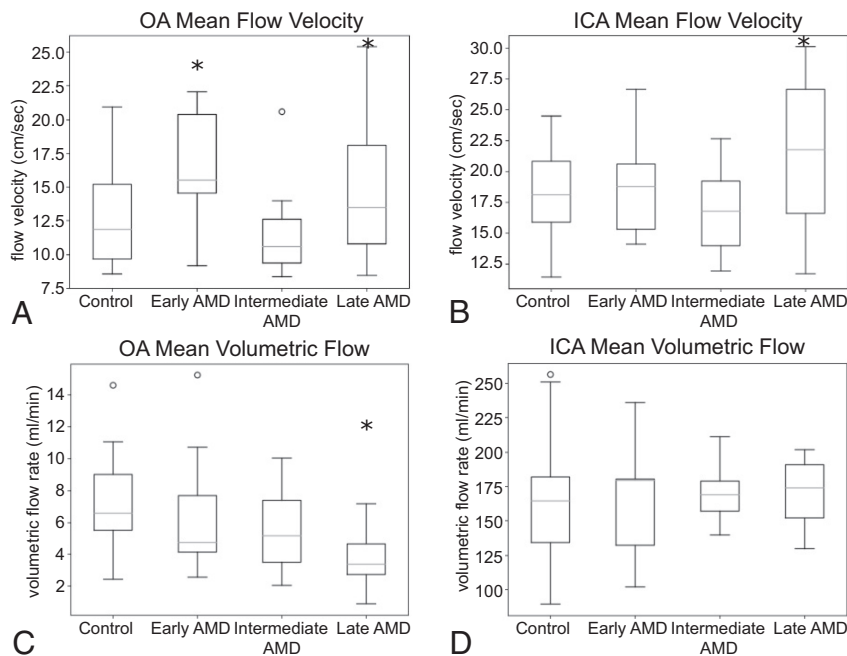 OA Mean Flow Velocity
flow velocity (cm/sec)
25.0
22.5
20.0
17.5
15.0
12.5
10.0
7.5
*
*
Control Early AMD Intermediate AMD Late AMD
A
ICA Mean Flow Velocity
flow velocity (cm/sec)
30.0
27.5
25.0
22.5
20.0
17.5
15.0
12.5
*
Control Early AMD Intermediate AMD Late AMD
B
OA Mean Volumetric Flow
volumetric flow rate (ml/min)
14
12
10
8
6
4
2
*
Control Early AMD Intermediate AMD Late AMD
C
ICA Mean Volumetric Flow
volumetric flow rate (ml/min)
250
225
200
175
150
125
100
Control Early AMD Intermediate AMD Late AMD
D